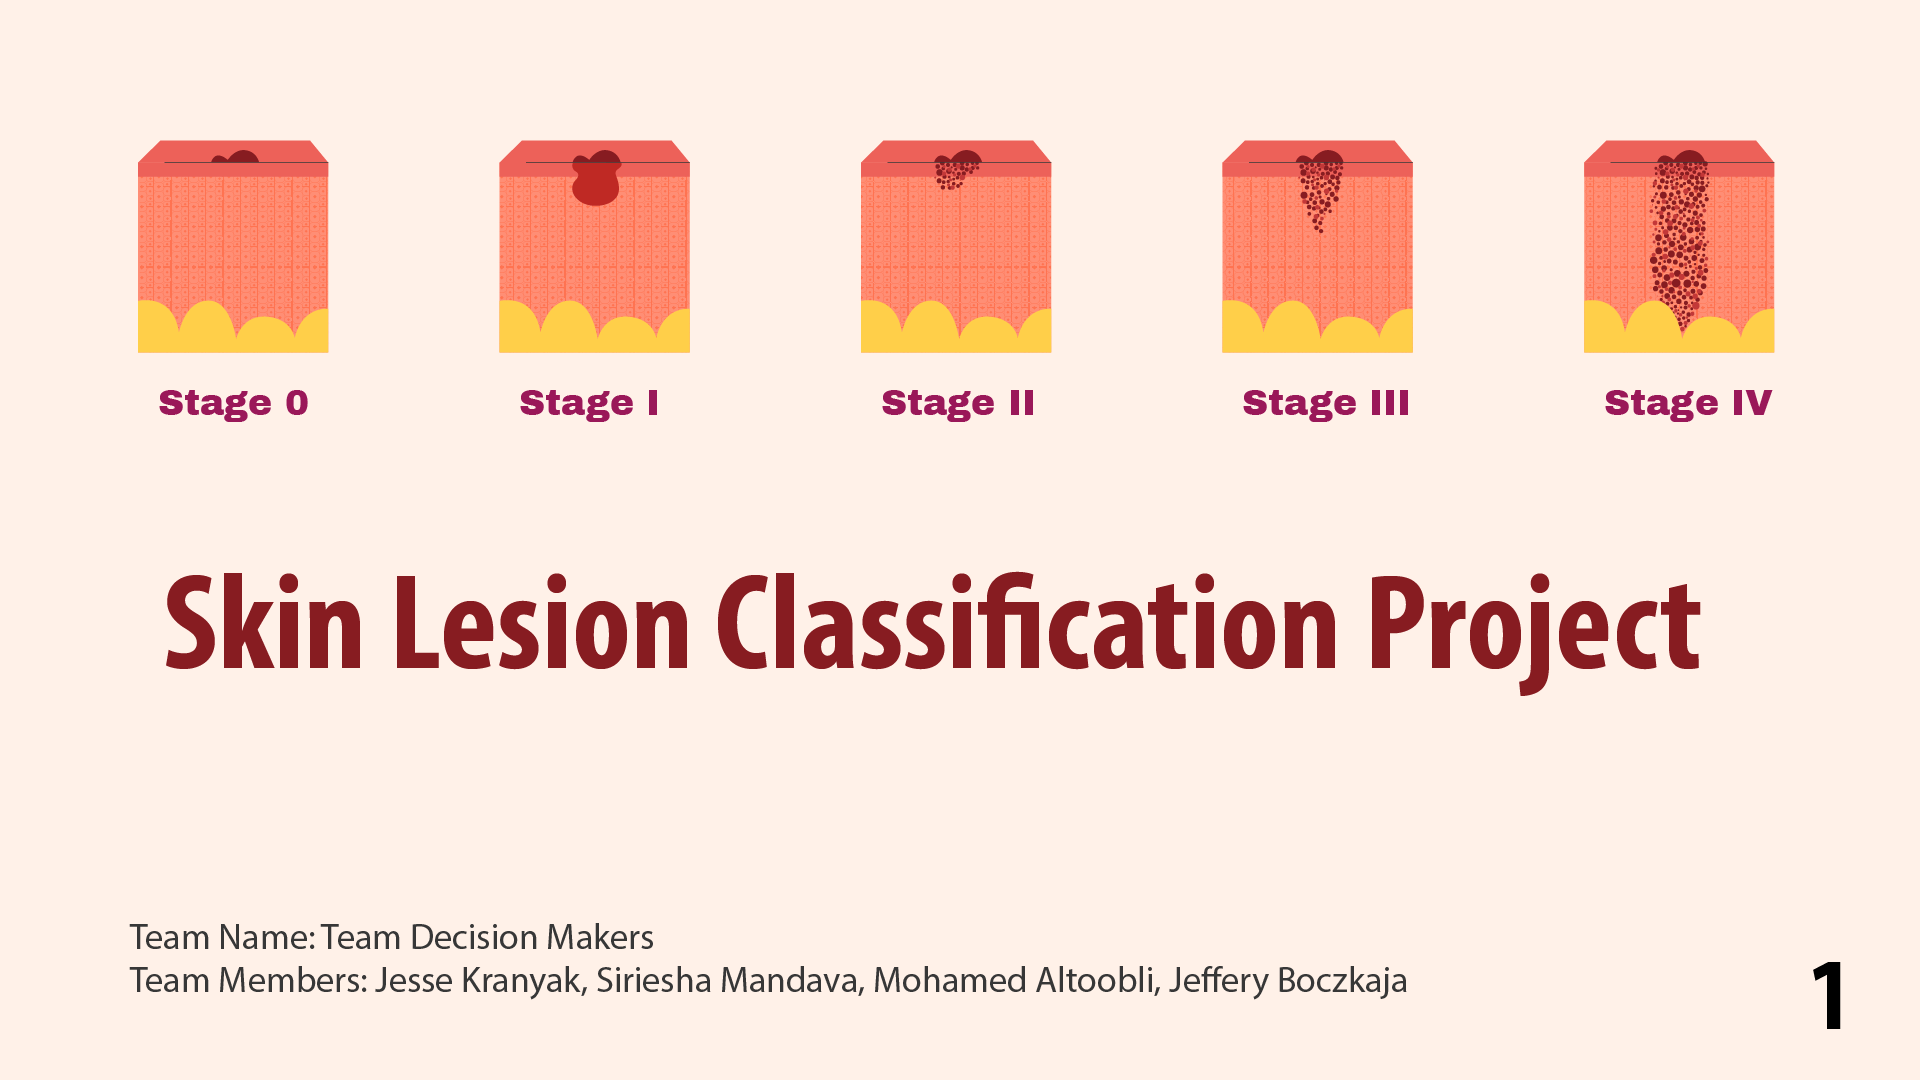 Stage 0
Stage I
Stage II
Stage III
Stage IV
Skin Lesion Classification Project
Team Name: Team Decision Makers
Team Members: Jesse Kranyak, Siriesha Mandava, Mohamed Altoobli, Jeffery Boczkaja
1